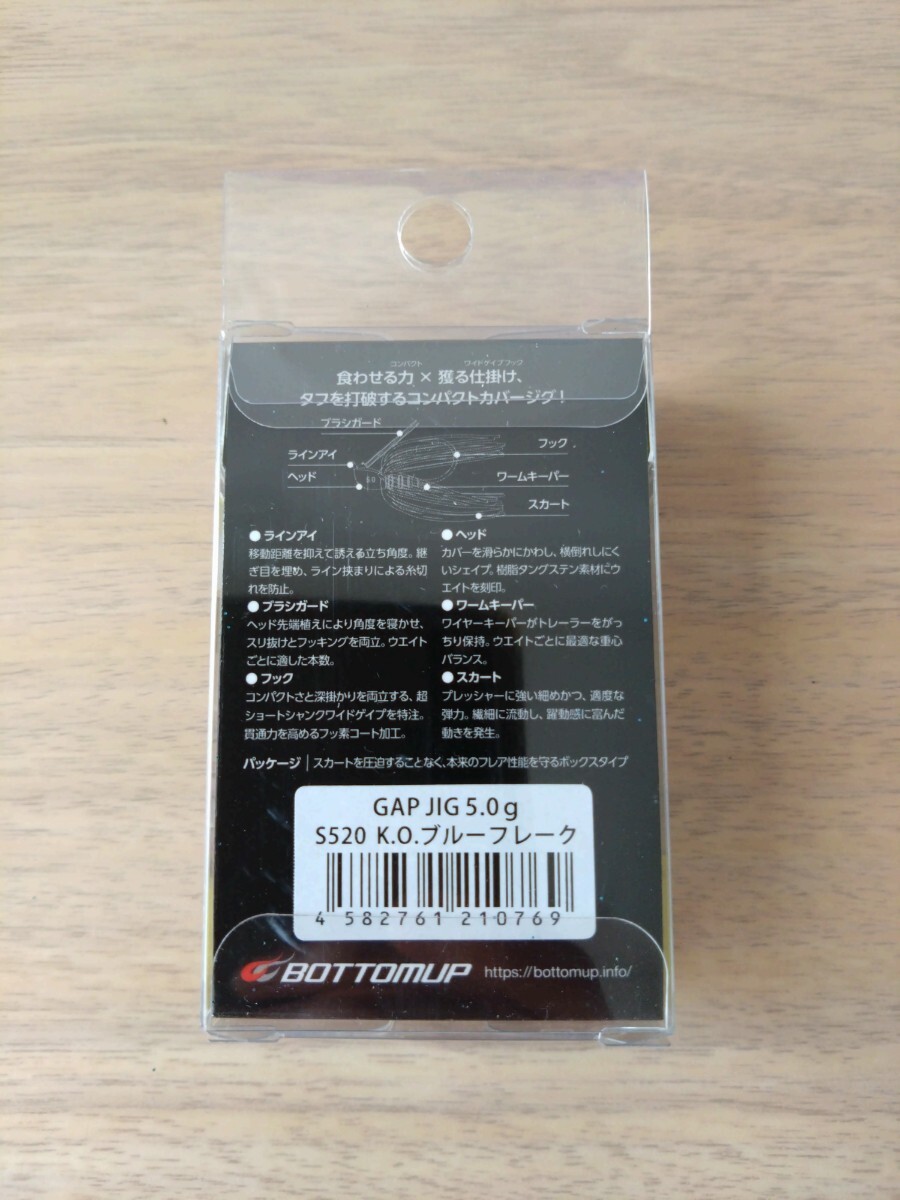 コンパクト ワイドゲイプフック
食わせる力 × 獲る仕掛け、
タフを打破するコンパクトカバージグ!
ブラシガード
フック
ラインアイ
ワームキーパー
ヘッド
スカート
●ラインアイ
移動距離を抑えて誘える立ち角度。継
ぎ目を埋め、ライン挟まりによる糸切
れを防止。
●ヘッド
カバーを滑らかにかわし、横倒れしにく
いシェイプ。樹脂タングステン素材にウ
エイトを刻印。
●ブラシガード
ヘッド先端植えにより角度を寝かせ、
スリ抜けとフッキングを両立。ウエイト
ごとに適した本数。
●ワームキーパー
ワイヤーキーパーがトレーラーをがっ
ちり保持。ウエイトごとに最適な重心
バランス。
●フック
コンパクトさと深掛かりを両立する、超
ショートシャンクワイドゲイプを特注。
貫通力を高めるフッ素コート加工。
●スカート
プレッシャーに強い細めかつ、適度な
弾力。繊細に流動し、躍動感に富んだ
動きを発生。
パッケージ|スカートを圧迫することなく、本来のフレア性能を守るボックスタイプ
GAP JIG 5.0g
S520 K.O.ブルーフレーク
4 582761 210769
BOTTOMUP https://bottomup.info/